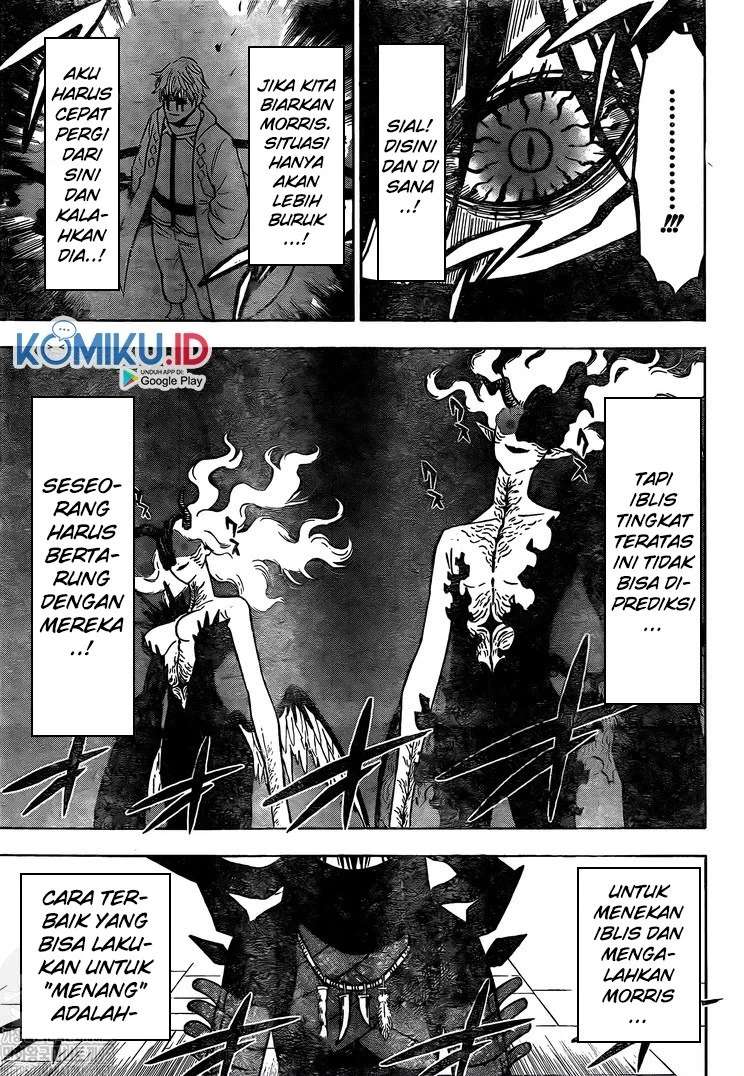 .........!!!
SIAL!
DISINI
DAN DI
SANA
..!
JIKA KITA
BIARKAN
MORRIS.
SITUASI
HANYA
AKAN
LEBIH
BURUK
...!
AKU
HARUS
CEPAT
PERGI
DARI
SINI
DAN
KALA-
HKAN
DIA..!
KOMIKU.ID
UNDUH APP DI:
Google Play
TAPI
IBLIS
TINGKAT
TERATAS
INI TIDAK
BISA DI-
PREDIKSI
...
SESEO-
RANG
HARUS
BERTA-
RUNG
DENGAN
MEREKA
..!
UNTUK
MENEKAN
IBLIS DAN
MENGA-
LAHKAN
MORRIS
...
CARA TER-
BAIK YANG
BISA LAKU-
KAN UNTUK
"MENANG"
ADALAH-